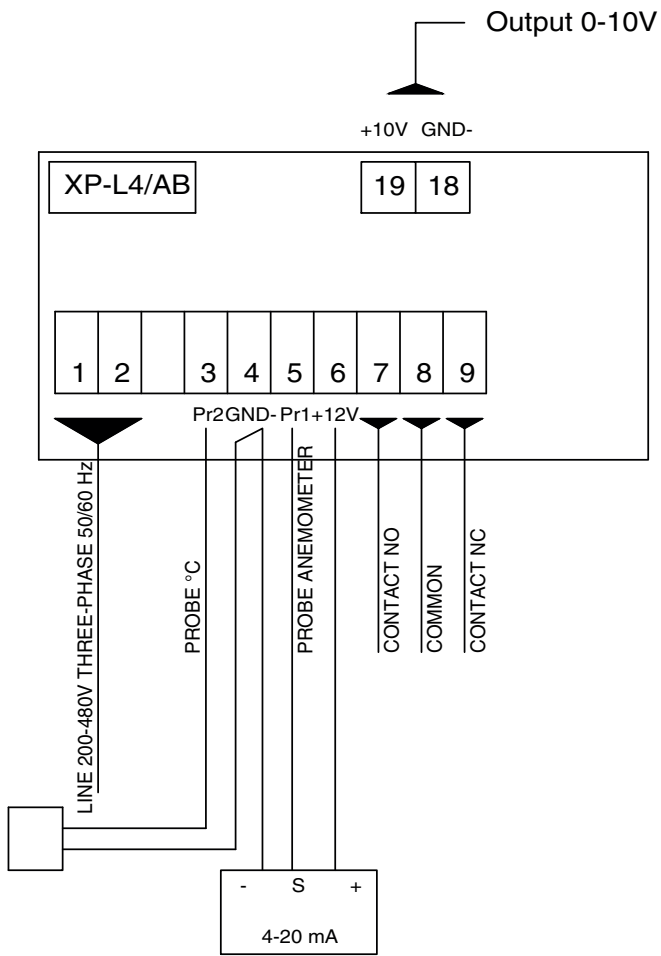 Output 0-10V
+10V GND-
XP-L4/AB
19 18
1 2 3 4 5 6 7 8 9
Pr2 GND- Pr1 +12V
LINE 200-480V THREE-PHASE 50/60 Hz
PROBE °C
PROBE ANEMOMETER
CONTACT NO
COMMON
CONTACT NC
- S +
4-20 mA